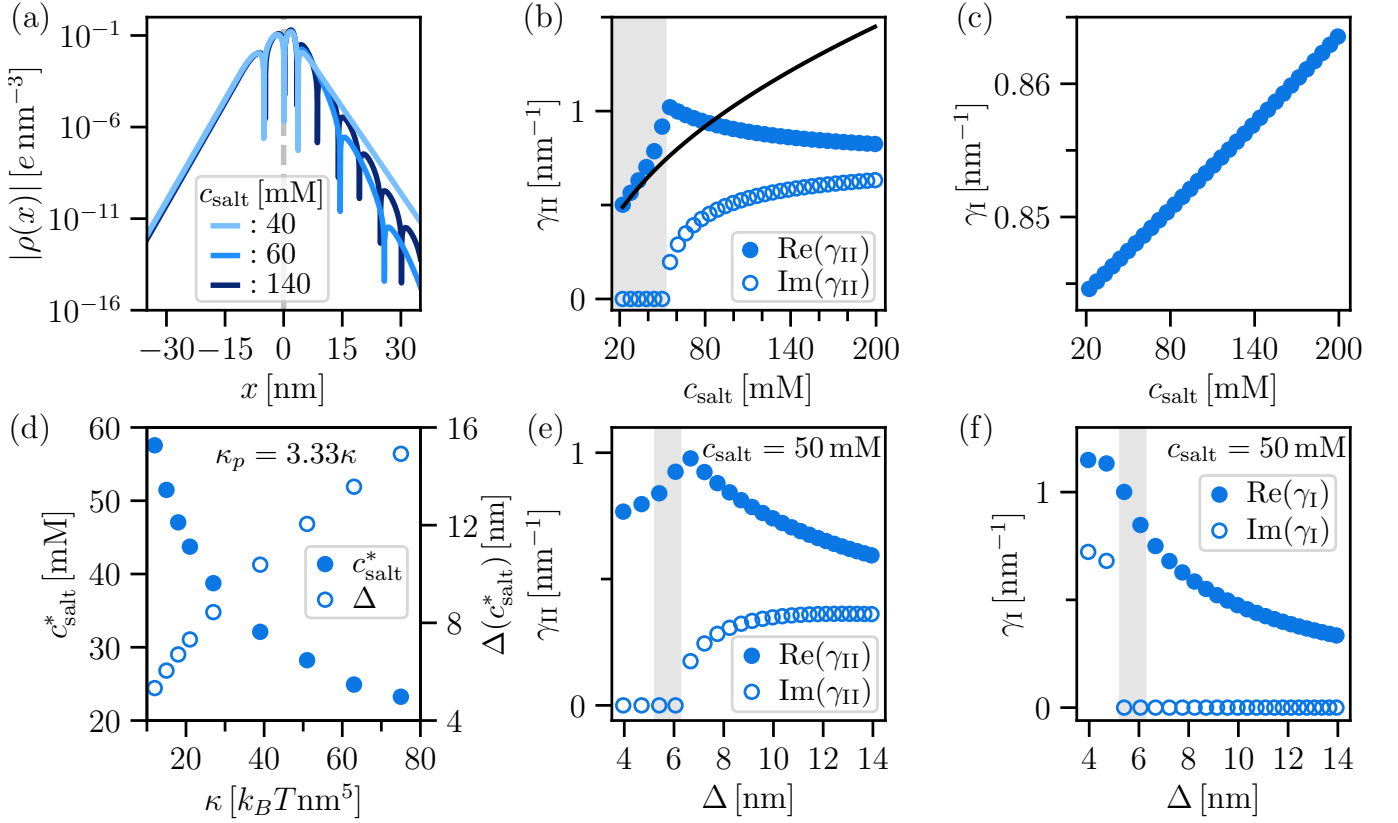 (a)
|ρ(x)| [e nm⁻³]
10⁻¹
10⁻⁶
10⁻¹¹
10⁻¹⁶
c_salt [mM]
: 40
: 60
: 140
−30 −15 0 15 30
x [nm]
(b)
γ_II [nm⁻¹]
1
0
Re(γ_II)
Im(γ_II)
20 80 140 200
c_salt [mM]
(c)
γ_I [nm⁻¹]
0.86
0.85
20 80 140 200
c_salt [mM]
(d)
c*_salt [mM]
60
50
40
30
20
κ_p = 3.33κ
c*_salt
Δ
16
12
8
4
Δ(c*_salt) [nm]
20 40 60 80
κ [k_B T nm⁵]
(e)
c_salt = 50 mM
γ_II [nm⁻¹]
1
0
Re(γ_II)
Im(γ_II)
4 6 8 10 12 14
Δ [nm]
(f)
c_salt = 50 mM
γ_I [nm⁻¹]
1
0
Re(γ_I)
Im(γ_I)
4 6 8 10 12 14
Δ [nm]